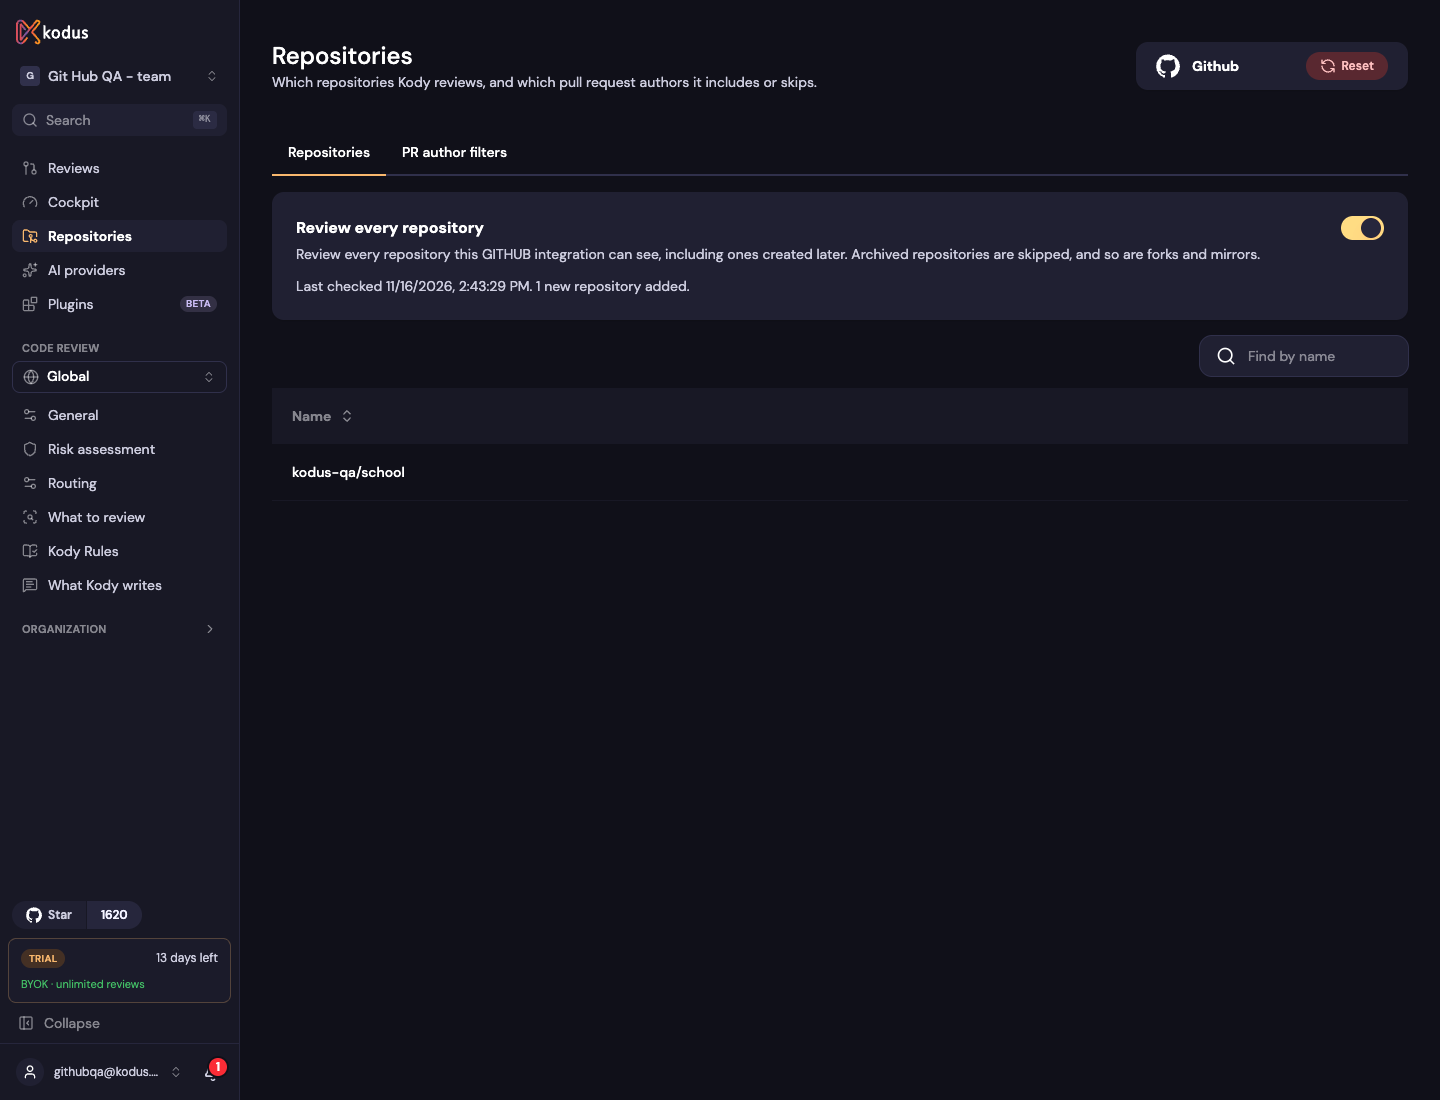 kodus
G Git Hub QA - team
Search ⌘K
Reviews
Cockpit
Repositories
AI providers
Plugins BETA
CODE REVIEW
Global
General
Risk assessment
Routing
What to review
Kody Rules
What Kody writes
ORGANIZATION
Star 1620
TRIAL 13 days left
BYOK · unlimited reviews
Collapse
githubqa@kodus.... 1
Repositories
Which repositories Kody reviews, and which pull request authors it includes or skips.
Github Reset
Repositories PR author filters
Review every repository
Review every repository this GITHUB integration can see, including ones created later. Archived repositories are skipped, and so are forks and mirrors.
Last checked 11/16/2026, 2:43:29 PM. 1 new repository added.
Find by name
Name
kodus-qa/school